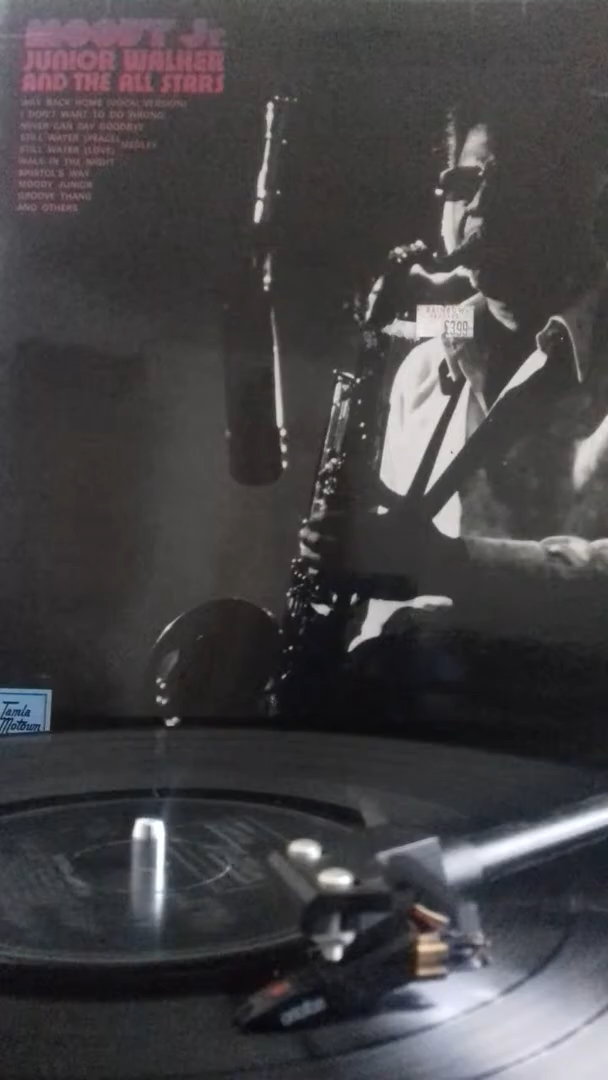 MOODY Jr.
JUNIOR WALKER
AND THE ALL STARS
WAY BACK HOME (VOCAL VERSION)
I DON'T WANT TO DO WRONG
NEVER CAN SAY GOODBYE
STILL WATER (PEACE)
STILL WATER (LOVE) MEDLEY
WALK IN THE NIGHT
BRISTOL'S WAY
MOODY JUNIOR
GROOVE THANG
AND OTHERS
RAINBOW
£3.99
Tamla
Motown